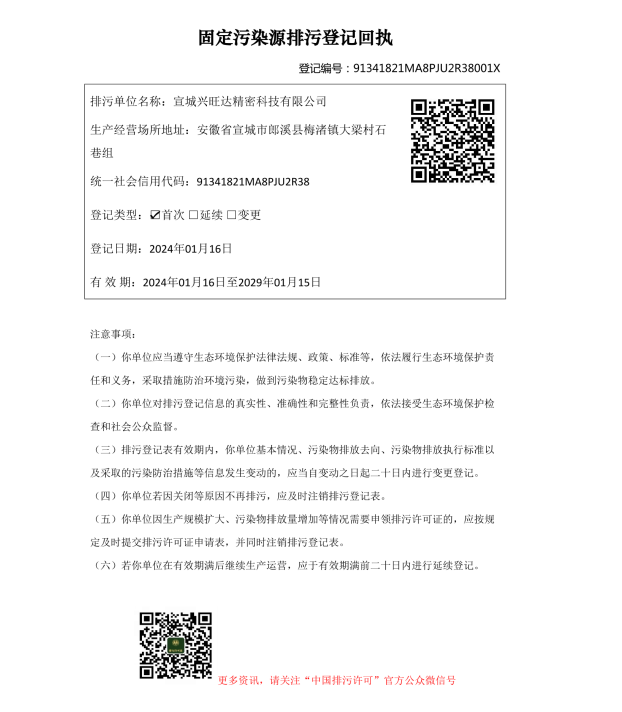 固定污染源排污登记回执
登记编号：91341821MA8PJU2R38001X
排污单位名称：宣城兴旺达精密科技有限公司
生产经营场所地址：安徽省宣城市郎溪县梅渚镇大梁村石
巷组
统一社会信用代码：91341821MA8PJU2R38
登记类型：☑首次 □延续 □变更
登记日期：2024年01月16日
有 效 期：2024年01月16日至2029年01月15日
注意事项：
（一）你单位应当遵守生态环境保护法律法规、政策、标准等，依法履行生态环境保护责
任和义务，采取措施防治环境污染，做到污染物稳定达标排放。
（二）你单位对排污登记信息的真实性、准确性和完整性负责，依法接受生态环境保护检
查和社会公众监督。
（三）排污登记表有效期内，你单位基本情况、污染物排放去向、污染物排放执行标准以
及采取的污染防治措施等信息发生变动的，应当自变动之日起二十日内进行变更登记。
（四）你单位若因关闭等原因不再排污，应及时注销排污登记表。
（五）你单位因生产规模扩大、污染物排放量增加等情况需要申领排污许可证的，应按规
定及时提交排污许可证申请表，并同时注销排污登记表。
（六）若你单位在有效期满后继续生产运营，应于有效期满前二十日内进行延续登记。
更多资讯，请关注“中国排污许可”官方公众微信号